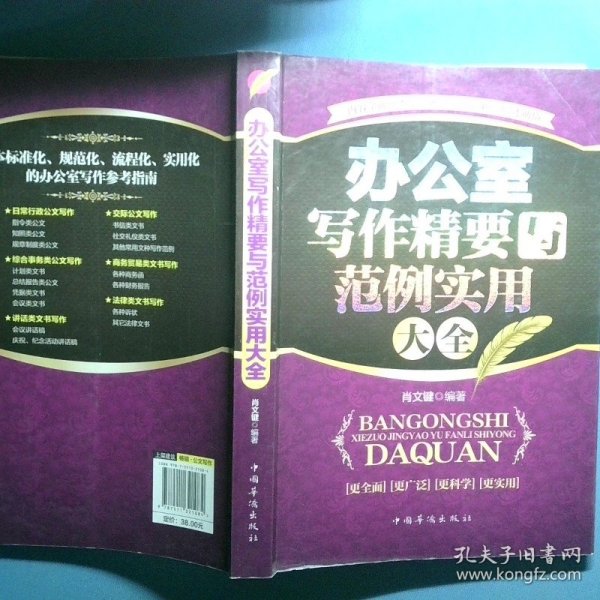 办公室
写作精要与
范例实用
大全
肖文键◎编著
BANGONGSHI
XIEZUO JINGYAO YU FANLI SHIYONG
DAQUAN
[更全面] [更广泛] [更科学] [更实用]
中国华侨出版社
办公室写作精要与范例实用大全
肖文键◎编著
中国华侨出版社
本标准化、规范化、流程化、实用化
的办公室写作参考指南
★日常行政公文写作
指令类公文
知照类公文
规章制度类公文
★综合事务类公文写作
计划类文书
总结报告类公文
凭据类文书
会议类文书
★讲话类文书写作
会议讲话稿
庆祝、纪念活动讲话稿
★交际公文写作
书信类文书
社交礼仪类文书
其他常用文种写作范例
★商务贸易类文书写作
各种商务函
各种财务报告
★法律类文书写作
各种诉状
其它法律文书
上架建议 畅销·公文写作
定价：38.00元
孔夫子旧书网
www.kongfz.com